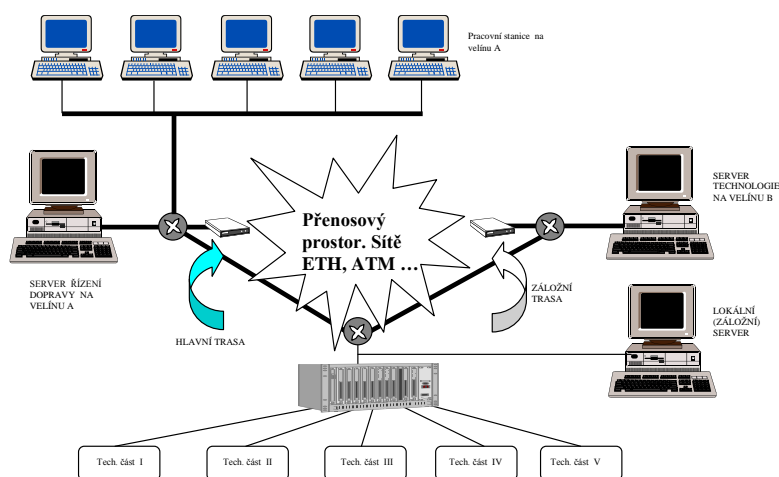 Pracovní stanice na
velínu A
Přenosový
prostor. Sítě
ETH, ATM …
SERVER
TECHNOLOGIE
NA VELÍNU B
SERVER ŘÍZENÍ
DOPRAVY NA
VELÍNU A
HLAVNÍ TRASA
ZÁLOŽNÍ
TRASA
LOKÁLNÍ
(ZÁLOŽNÍ)
SERVER
Tech. část I
Tech. část II
Tech. část III
Tech. část IV
Tech. část V